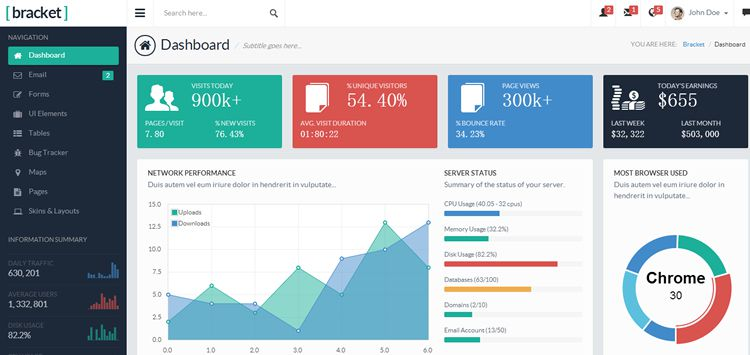 [bracket]
Search here...
2
1
5
John Doe
NAVIGATION
Dashboard
Email
2
Forms
UI Elements
Tables
Bug Tracker
Maps
Pages
Skins & Layouts
INFORMATION SUMMARY
DAILY TRAFFIC
630, 201
AVERAGE USERS
1, 332, 801
DISK USAGE
82.2%
Dashboard / Subtitle goes here...
YOU ARE HERE: Bracket / Dashboard
VISITS TODAY
900k+
PAGES / VISIT
7.80
% NEW VISITS
76.43%
% UNIQUE VISITORS
54.40%
AVG. VISIT DURATION
01:80:22
PAGE VIEWS
300k+
% BOUNCE RATE
34.23%
TODAY'S EARNINGS
$655
LAST WEEK
$32,322
LAST MONTH
$503,000
NETWORK PERFORMANCE
Duis autem vel eum iriure dolor in hendrerit in vulputate...
15.0
12.5
10.0
7.5
5.0
2.5
0.0
Uploads
Downloads
0.0 1.0 2.0 3.0 4.0 5.0 6.0
SERVER STATUS
Summary of the status of your server.
CPU Usage (40.05 - 32 cpus)
Memory Usage (32.2%)
Disk Usage (82.2%)
Databases (63/100)
Domains (2/10)
Email Account (13/50)
MOST BROWSER USED
Duis autem vel eum iriure dolor in
hendrerit in vulputate...
Chrome
30